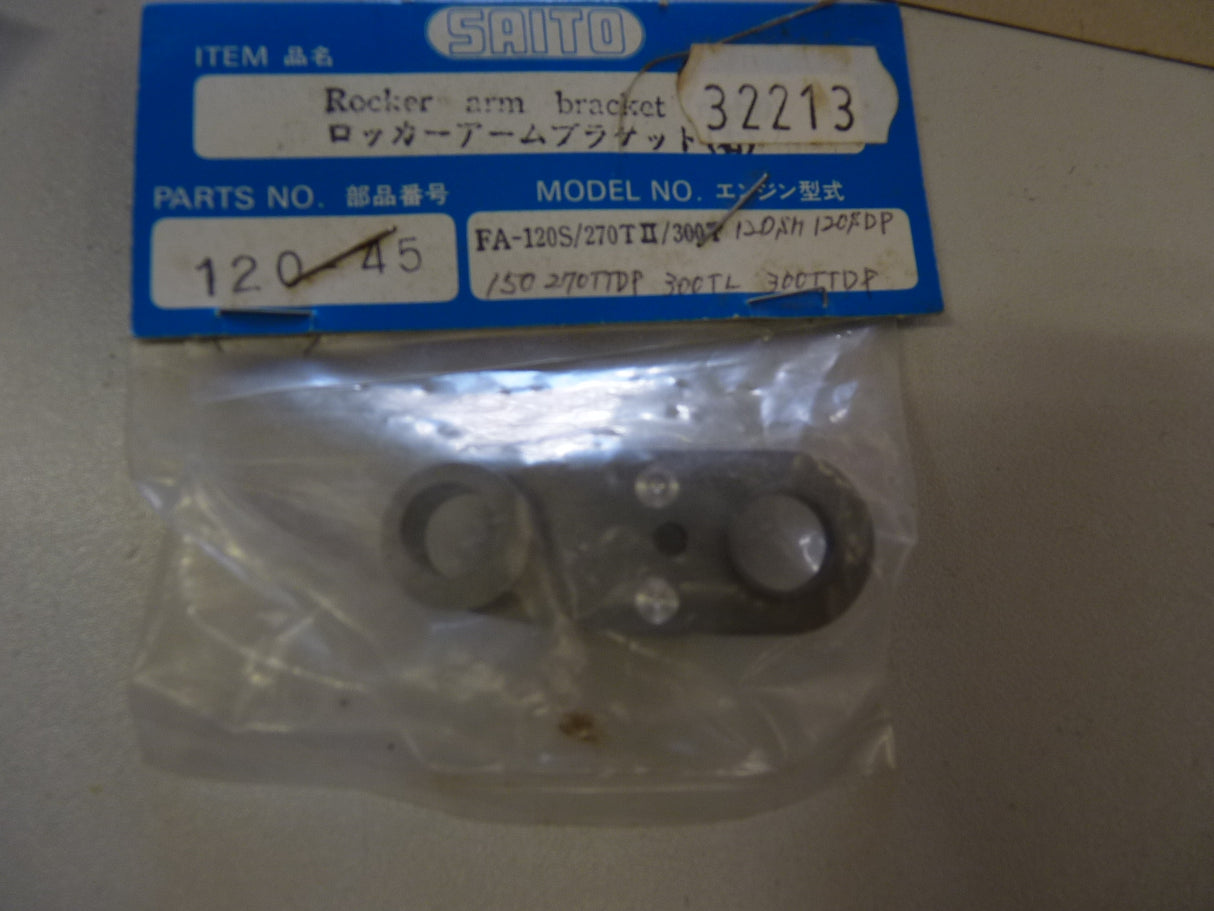 SAITO
ITEM 品名
Rocker arm bracket
ロッカーアームブラケット
32213
PARTS NO. 部品番号
MODEL NO. エンジン型式
120-45
FA-120S/270TⅡ/300T
150 270TTDP 300TL 300TTDP